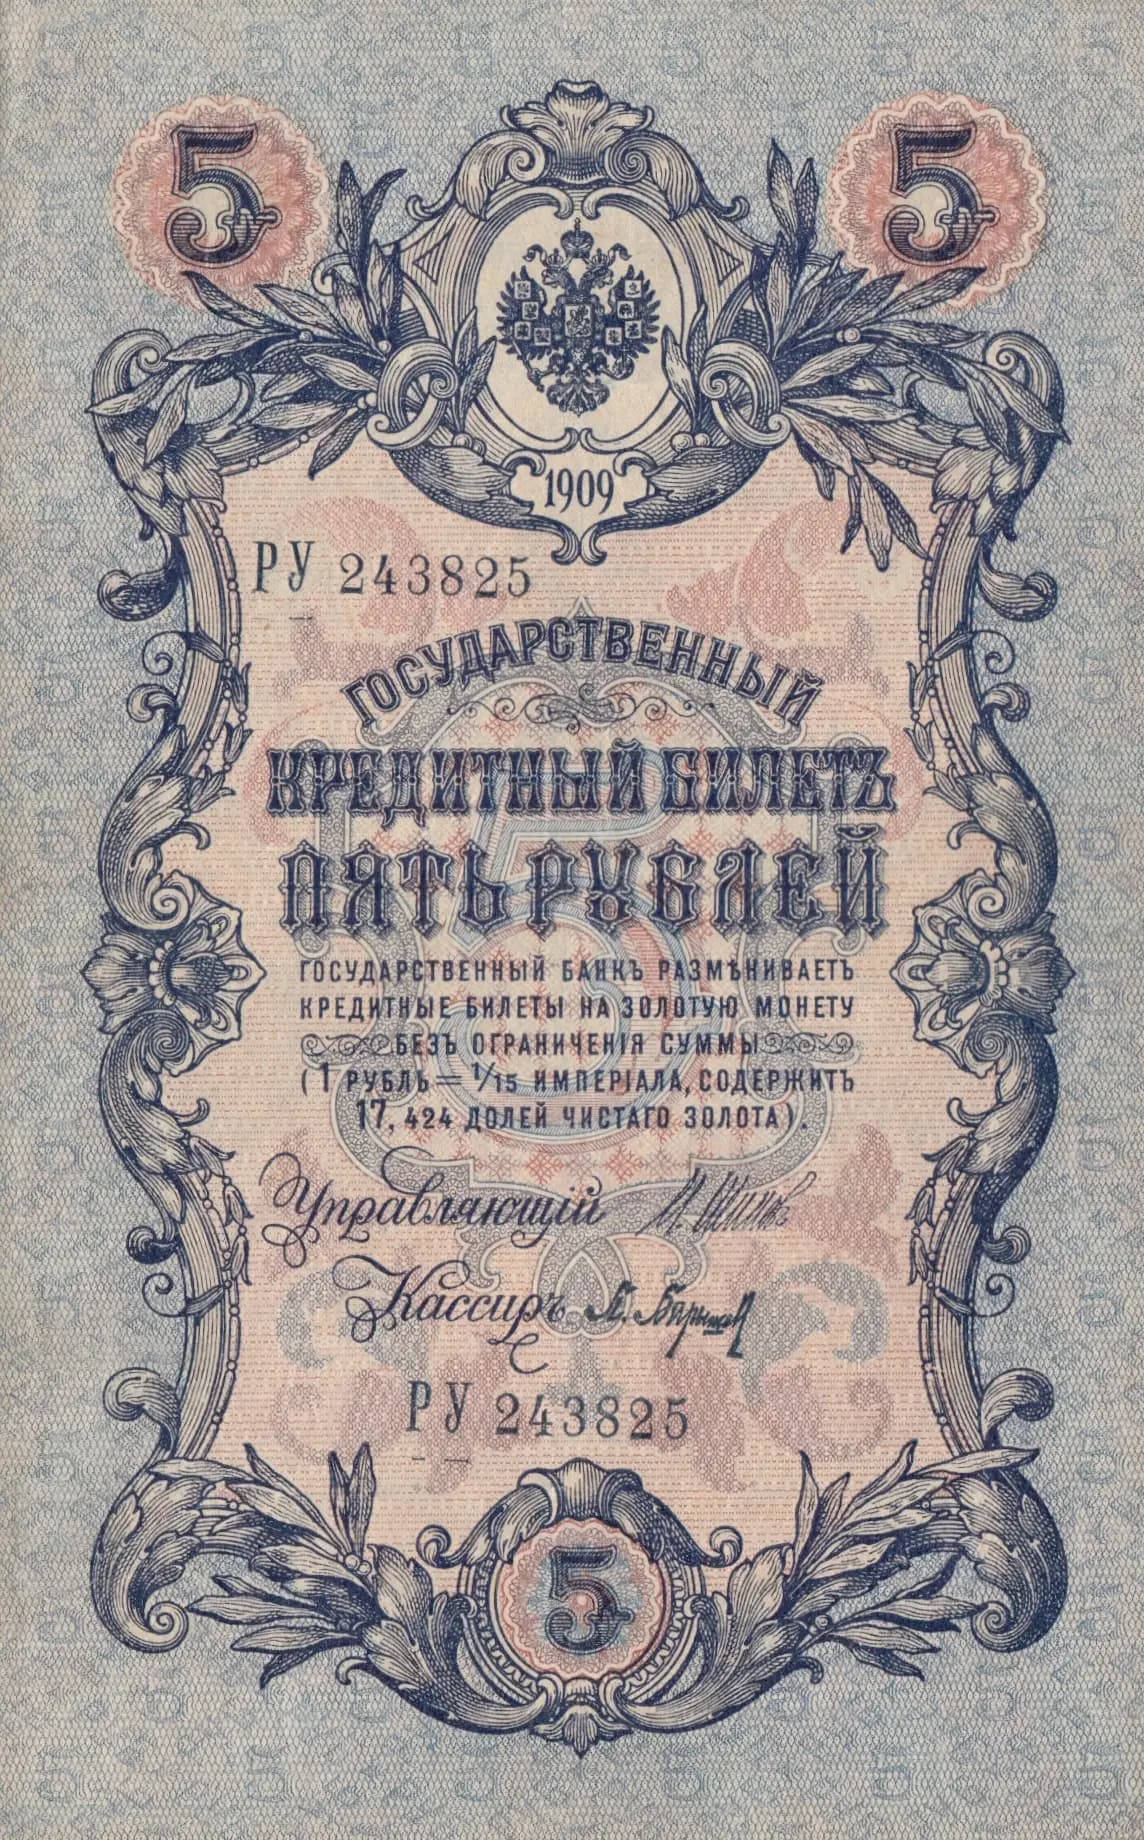 5 5
1909
РУ 243825
ГОСУДАРСТВЕННЫЙ
КРЕДИТНЫЙ БИЛЕТЪ
ПЯТЬ РУБЛЕЙ
ГОСУДАРСТВЕННЫЙ БАНКЪ РАЗМѢНИВАЕТЪ
КРЕДИТНЫЕ БИЛЕТЫ НА ЗОЛОТУЮ МОНЕТУ
БЕЗЪ ОГРАНИЧЕНІЯ СУММЫ
(1 РУБЛЬ = 1/15 ИМПЕРІАЛА, СОДЕРЖИТЪ
17,424 ДОЛЕЙ ЧИСТАГО ЗОЛОТА).
Управляющій И. Шипов
Кассиръ
РУ 243825
5